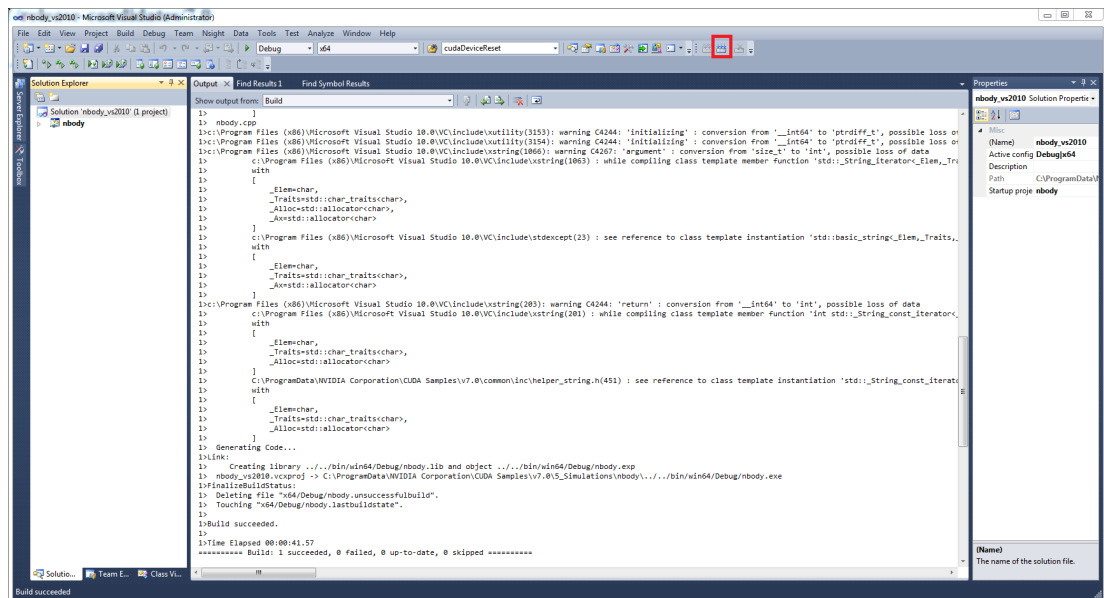 nbody_vs2010 - Microsoft Visual Studio (Administrator)
File Edit View Project Build Debug Team Nsight Data Tools Test Analyze Window Help
Debug x64 cudaDeviceReset
Server Explorer
Toolbox
Solution Explorer
Solution 'nbody_vs2010' (1 project)
nbody
Output Find Results 1 Find Symbol Results
Show output from: Build
1> ]
1> nbody.cpp
1>c:\Program Files (x86)\Microsoft Visual Studio 10.0\VC\include\xutility(3153): warning C4244: 'initializing' : conversion from '__int64' to 'ptrdiff_t', possible loss of
1>c:\Program Files (x86)\Microsoft Visual Studio 10.0\VC\include\xutility(3154): warning C4244: 'initializing' : conversion from '__int64' to 'ptrdiff_t', possible loss of
1>c:\Program Files (x86)\Microsoft Visual Studio 10.0\VC\include\xstring(1066): warning C4267: 'argument' : conversion from 'size_t' to 'int', possible loss of data
1> c:\Program Files (x86)\Microsoft Visual Studio 10.0\VC\include\xstring(1063) : while compiling class template member function 'std::_String_iterator<_Elem,_Tra
1> with
1> [
1> _Elem=char,
1> _Traits=std::char_traits<char>,
1> _Alloc=std::allocator<char>,
1> _Ax=std::allocator<char>
1> ]
1> c:\Program Files (x86)\Microsoft Visual Studio 10.0\VC\include\stdexcept(23) : see reference to class template instantiation 'std::basic_string<_Elem,_Traits,_
1> with
1> [
1> _Elem=char,
1> _Traits=std::char_traits<char>,
1> _Ax=std::allocator<char>
1> ]
1>c:\Program Files (x86)\Microsoft Visual Studio 10.0\VC\include\xstring(203): warning C4244: 'return' : conversion from '__int64' to 'int', possible loss of data
1> c:\Program Files (x86)\Microsoft Visual Studio 10.0\VC\include\xstring(201) : while compiling class template member function 'int std::_String_const_iterator<_
1> with
1> [
1> _Elem=char,
1> _Traits=std::char_traits<char>,
1> _Alloc=std::allocator<char>
1> ]
1> C:\ProgramData\NVIDIA Corporation\CUDA Samples\v7.0\common\inc\helper_string.h(451) : see reference to class template instantiation 'std::_String_const_iterato
1> with
1> [
1> _Elem=char,
1> _Traits=std::char_traits<char>,
1> _Alloc=std::allocator<char>
1> ]
1> Generating Code...
1>Link:
1> Creating library ../../bin/win64/Debug/nbody.lib and object ../../bin/win64/Debug/nbody.exp
1> nbody_vs2010.vcxproj -> C:\ProgramData\NVIDIA Corporation\CUDA Samples\v7.0\5_Simulations\nbody\../../bin/win64/Debug/nbody.exe
1>FinalizeBuildStatus:
1> Deleting file "x64/Debug/nbody.unsuccessfulbuild".
1> Touching "x64/Debug/nbody.lastbuildstate".
1>
1>Build succeeded.
1>
1>Time Elapsed 00:00:41.57
========== Build: 1 succeeded, 0 failed, 0 up-to-date, 0 skipped ==========
Properties
nbody_vs2010 Solution Propertie
Misc
(Name) nbody_vs2010
Active config Debug|x64
Description
Path C:\ProgramData\
Startup proje nbody
(Name)
The name of the solution file.
Solutio... Team E... Class Vi...
Build succeeded